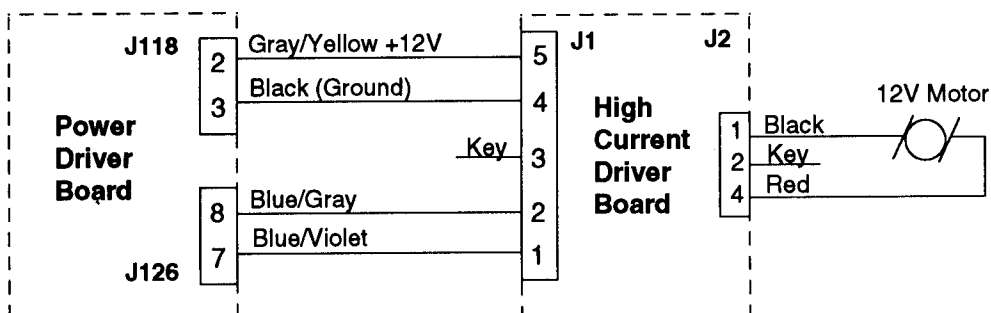 J118
2
3
Gray/Yellow +12V
Black (Ground)
Power
Driver
Board
Key
8
7
Blue/Gray
Blue/Violet
J126
J1
5
4
3
2
1
High
Current
Driver
Board
J2
1
2
4
Black
Key
Red
12V Motor